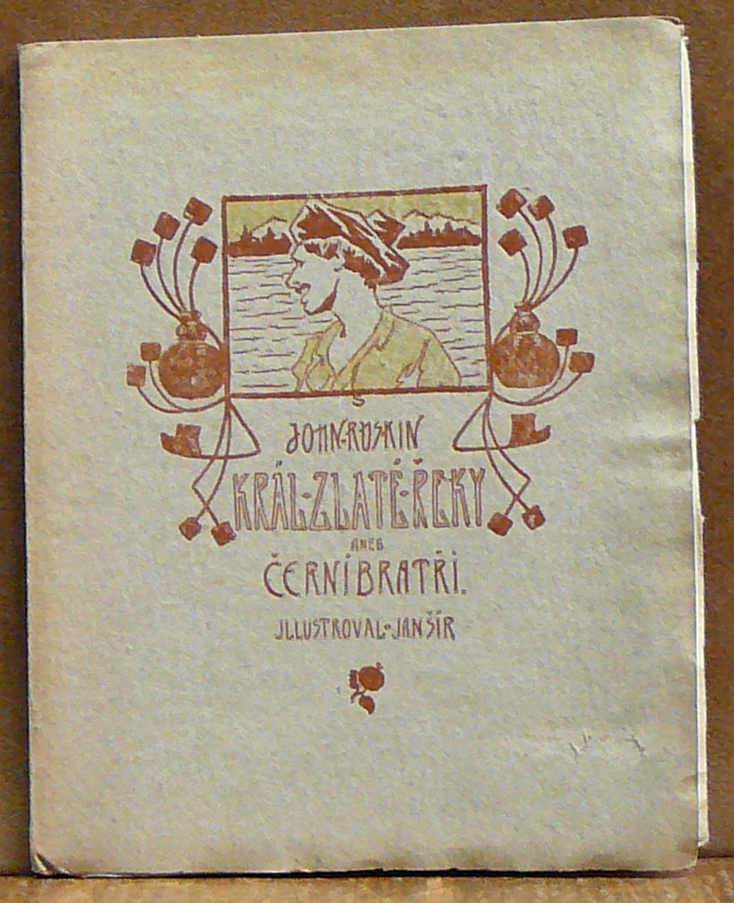 JOHN·RUSKIN
KRÁL·ZLATÉ·ŘEKY
ANEB
ČERNÍ BRATŘI.
JLLUSTROVAL·JAN ŠÍR